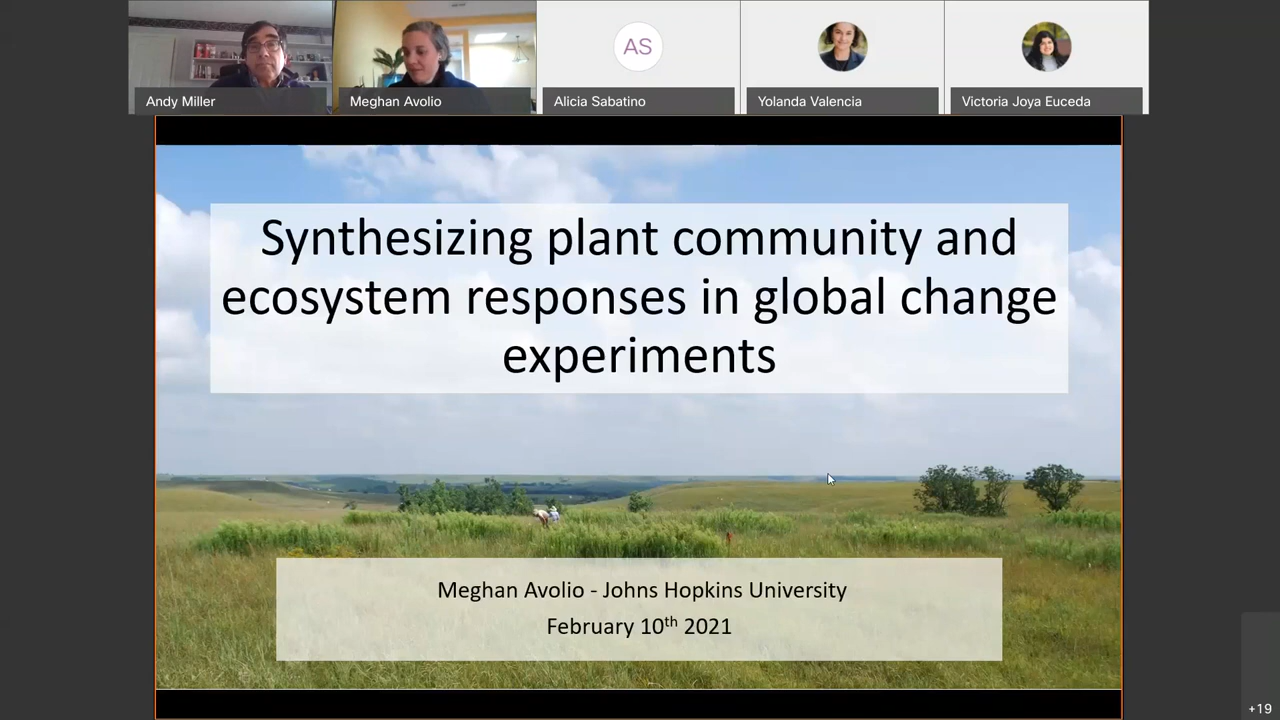 Andy Miller
Meghan Avolio
AS
Alicia Sabatino
Yolanda Valencia
Victoria Joya Euceda
Synthesizing plant community and
ecosystem responses in global change
experiments
Meghan Avolio - Johns Hopkins University
February 10th 2021
+19